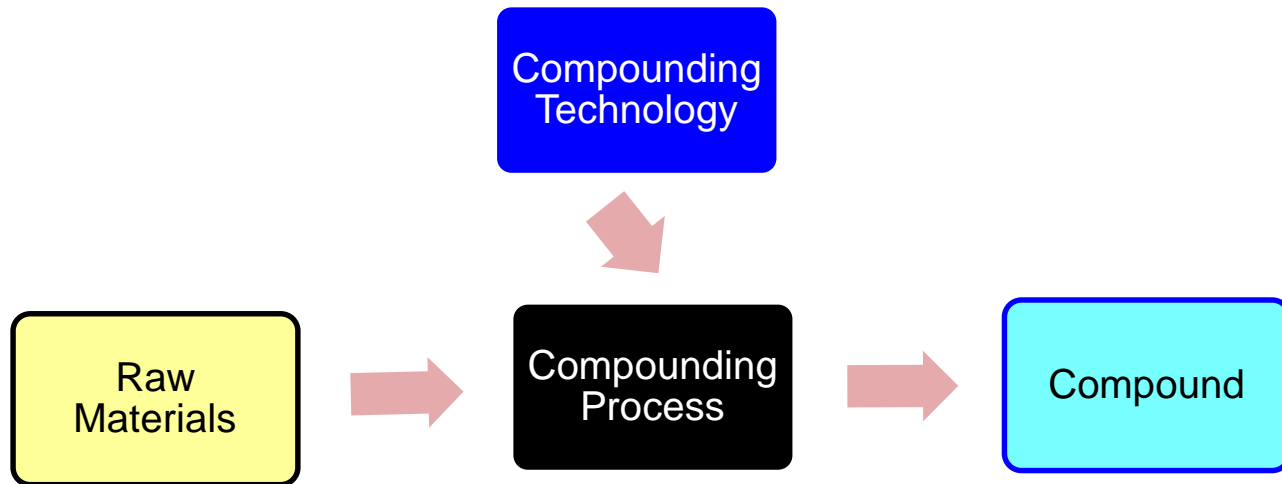 Compounding
Technology
Raw
Materials
Compounding
Process
Compound